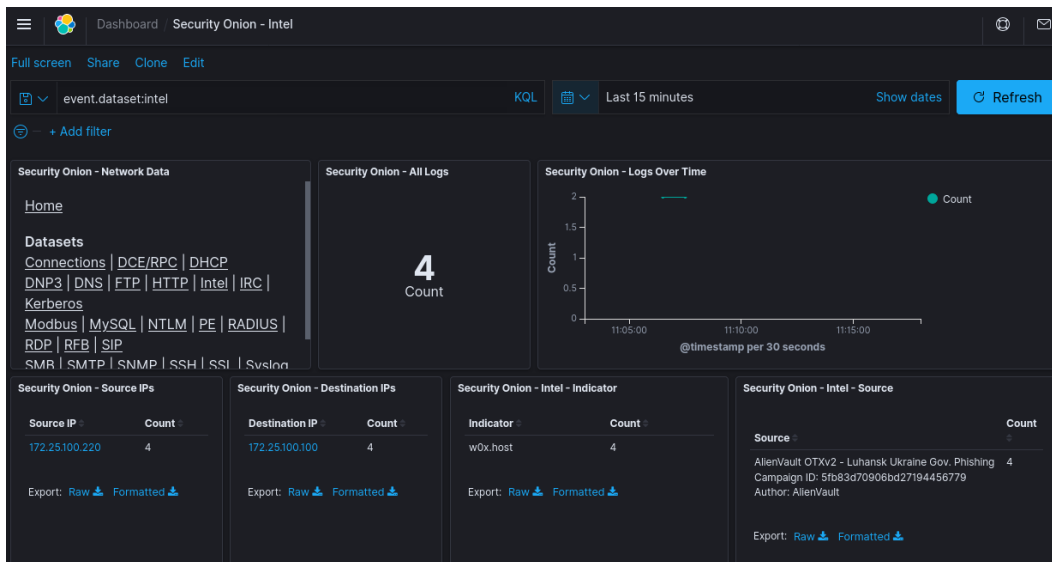 Dashboard / Security Onion - Intel
Full screen Share Clone Edit
event.dataset:intel KQL Last 15 minutes Show dates Refresh
+ Add filter
Security Onion - Network Data
Home
Datasets
Connections | DCE/RPC | DHCP
DNP3 | DNS | FTP | HTTP | Intel | IRC |
Kerberos
Modbus | MySQL | NTLM | PE | RADIUS |
RDP | RFB | SIP
SMB | SMTP | SNMP | SSH | SSL | Syslog
Security Onion - All Logs
4
Count
Security Onion - Logs Over Time
2
1.5
1
0.5
0
Count
11:05:00 11:10:00 11:15:00
@timestamp per 30 seconds
Count
Security Onion - Source IPs
Source IP Count
172.25.100.220 4
Export: Raw Formatted
Security Onion - Destination IPs
Destination IP Count
172.25.100.100 4
Export: Raw Formatted
Security Onion - Intel - Indicator
Indicator Count
w0x.host 4
Export: Raw Formatted
Security Onion - Intel - Source
Source Count
AlienVault OTXv2 - Luhansk Ukraine Gov. Phishing 4
Campaign ID: 5fb83d70906bd27194456779
Author: AlienVault
Export: Raw Formatted